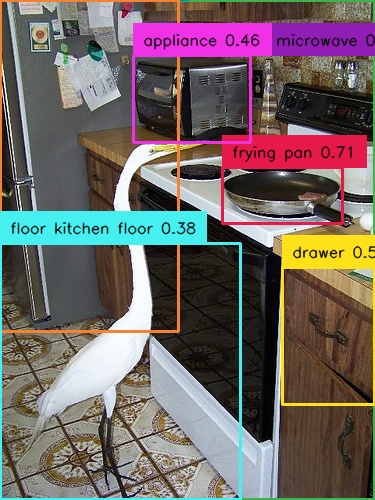 appliance 0.46
microwave 0
frying pan 0.71
floor kitchen floor 0.38
drawer 0.5